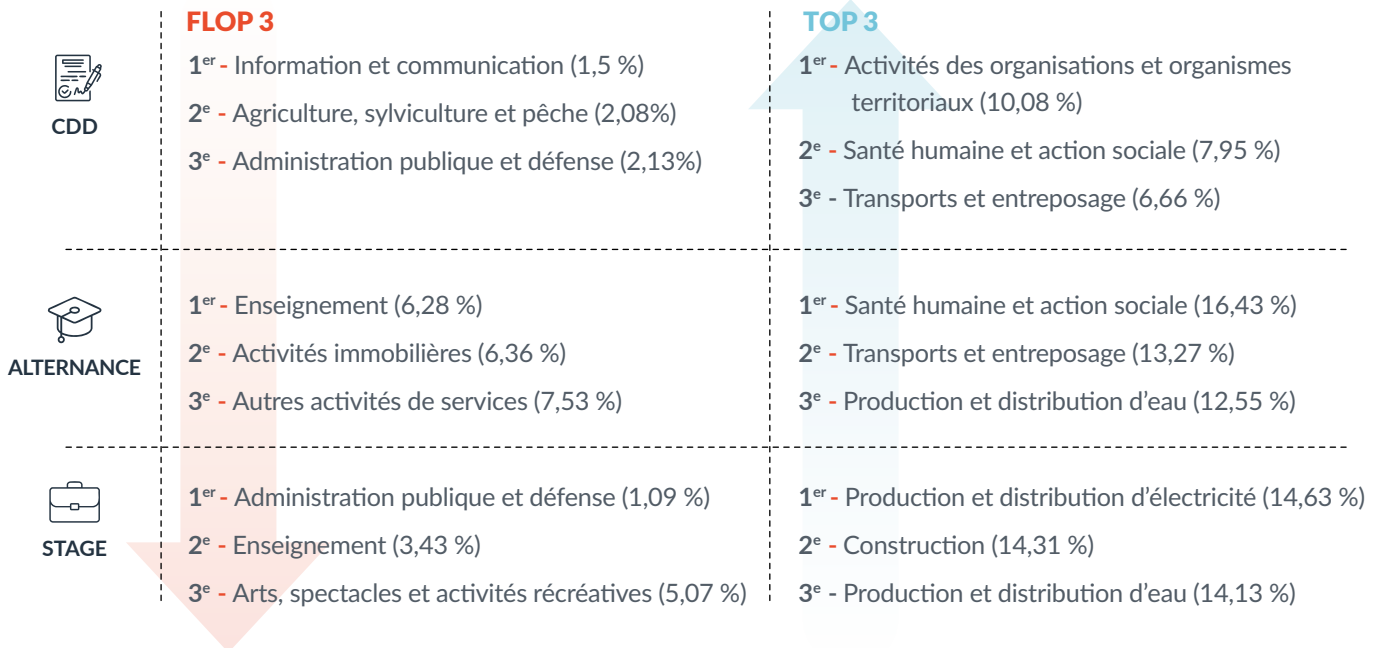 FLOP 3
TOP 3
CDD
1er - Information et communication (1,5 %)
2e - Agriculture, sylviculture et pêche (2,08%)
3e - Administration publique et défense (2,13%)
1er - Activités des organisations et organismes
territoriaux (10,08 %)
2e - Santé humaine et action sociale (7,95 %)
3e - Transports et entreposage (6,66 %)
ALTERNANCE
1er - Enseignement (6,28 %)
2e - Activités immobilières (6,36 %)
3e - Autres activités de services (7,53 %)
1er - Santé humaine et action sociale (16,43 %)
2e - Transports et entreposage (13,27 %)
3e - Production et distribution d’eau (12,55 %)
STAGE
1er - Administration publique et défense (1,09 %)
2e - Enseignement (3,43 %)
3e - Arts, spectacles et activités récréatives (5,07 %)
1er - Production et distribution d’électricité (14,63 %)
2e - Construction (14,31 %)
3e - Production et distribution d’eau (14,13 %)